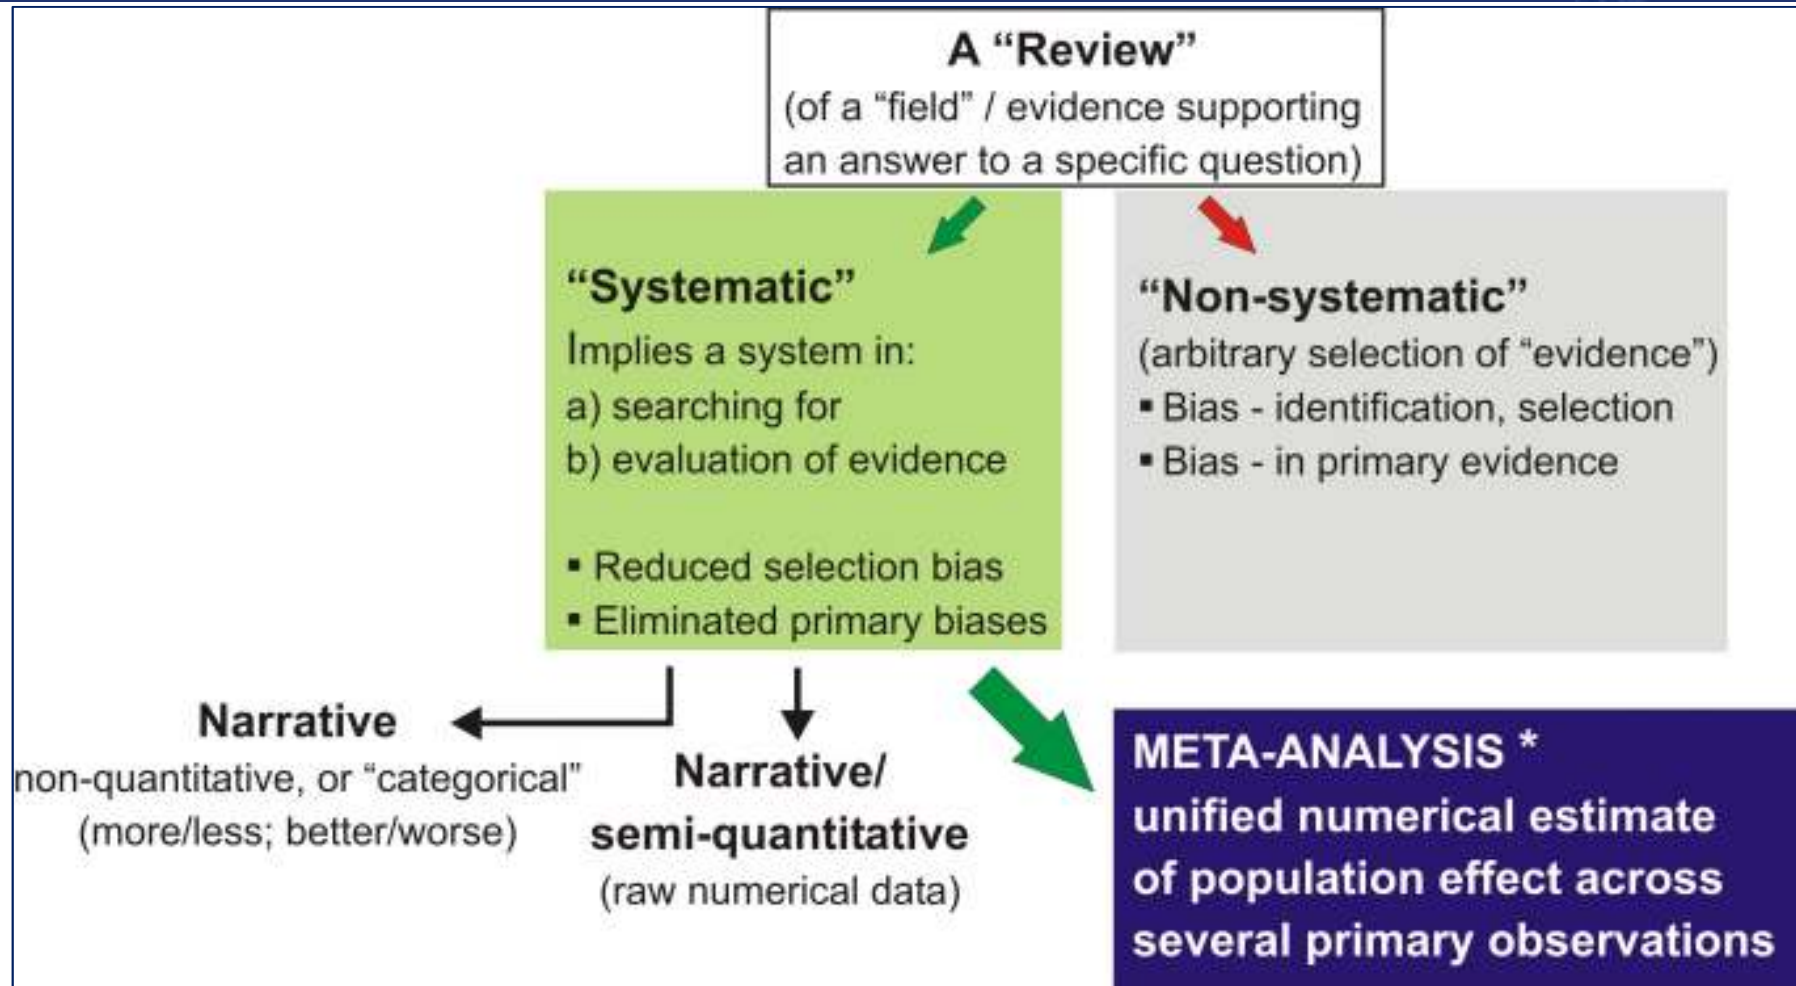 A “Review”
(of a “field” / evidence supporting
an answer to a specific question)
“Systematic”
Implies a system in:
a) searching for
b) evaluation of evidence
▪ Reduced selection bias
▪ Eliminated primary biases
“Non-systematic”
(arbitrary selection of “evidence”)
▪ Bias - identification, selection
▪ Bias - in primary evidence
Narrative
non-quantitative, or “categorical”
(more/less; better/worse)
Narrative/
semi-quantitative
(raw numerical data)
META-ANALYSIS *
unified numerical estimate
of population effect across
several primary observations